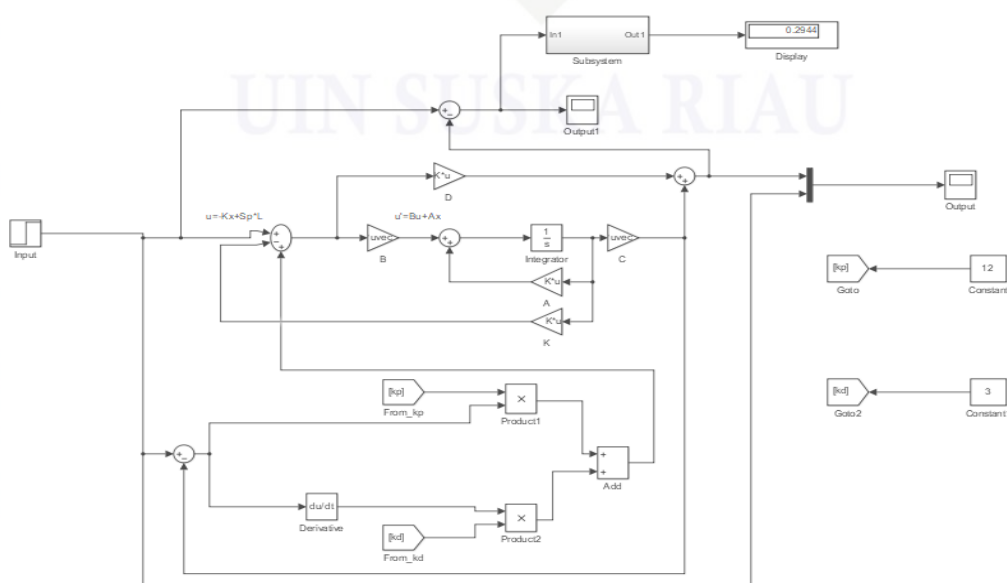 In1
Out1
Subsystem
0.2944
Display
UIN SUSKA RIAU
Output1
K*u
D
Output
u=-Kx+Sp*L
u'=Bu+Ax
Input
uvec
B
1
s
Integrator
uvec
C
K*u
A
K*u
K
[kp]
Goto
12
Constant
[kp]
From_kp
×
Product1
[kd]
Goto2
3
Constant
Add
du/dt
Derivative
×
Product2
[kd]
From_kd